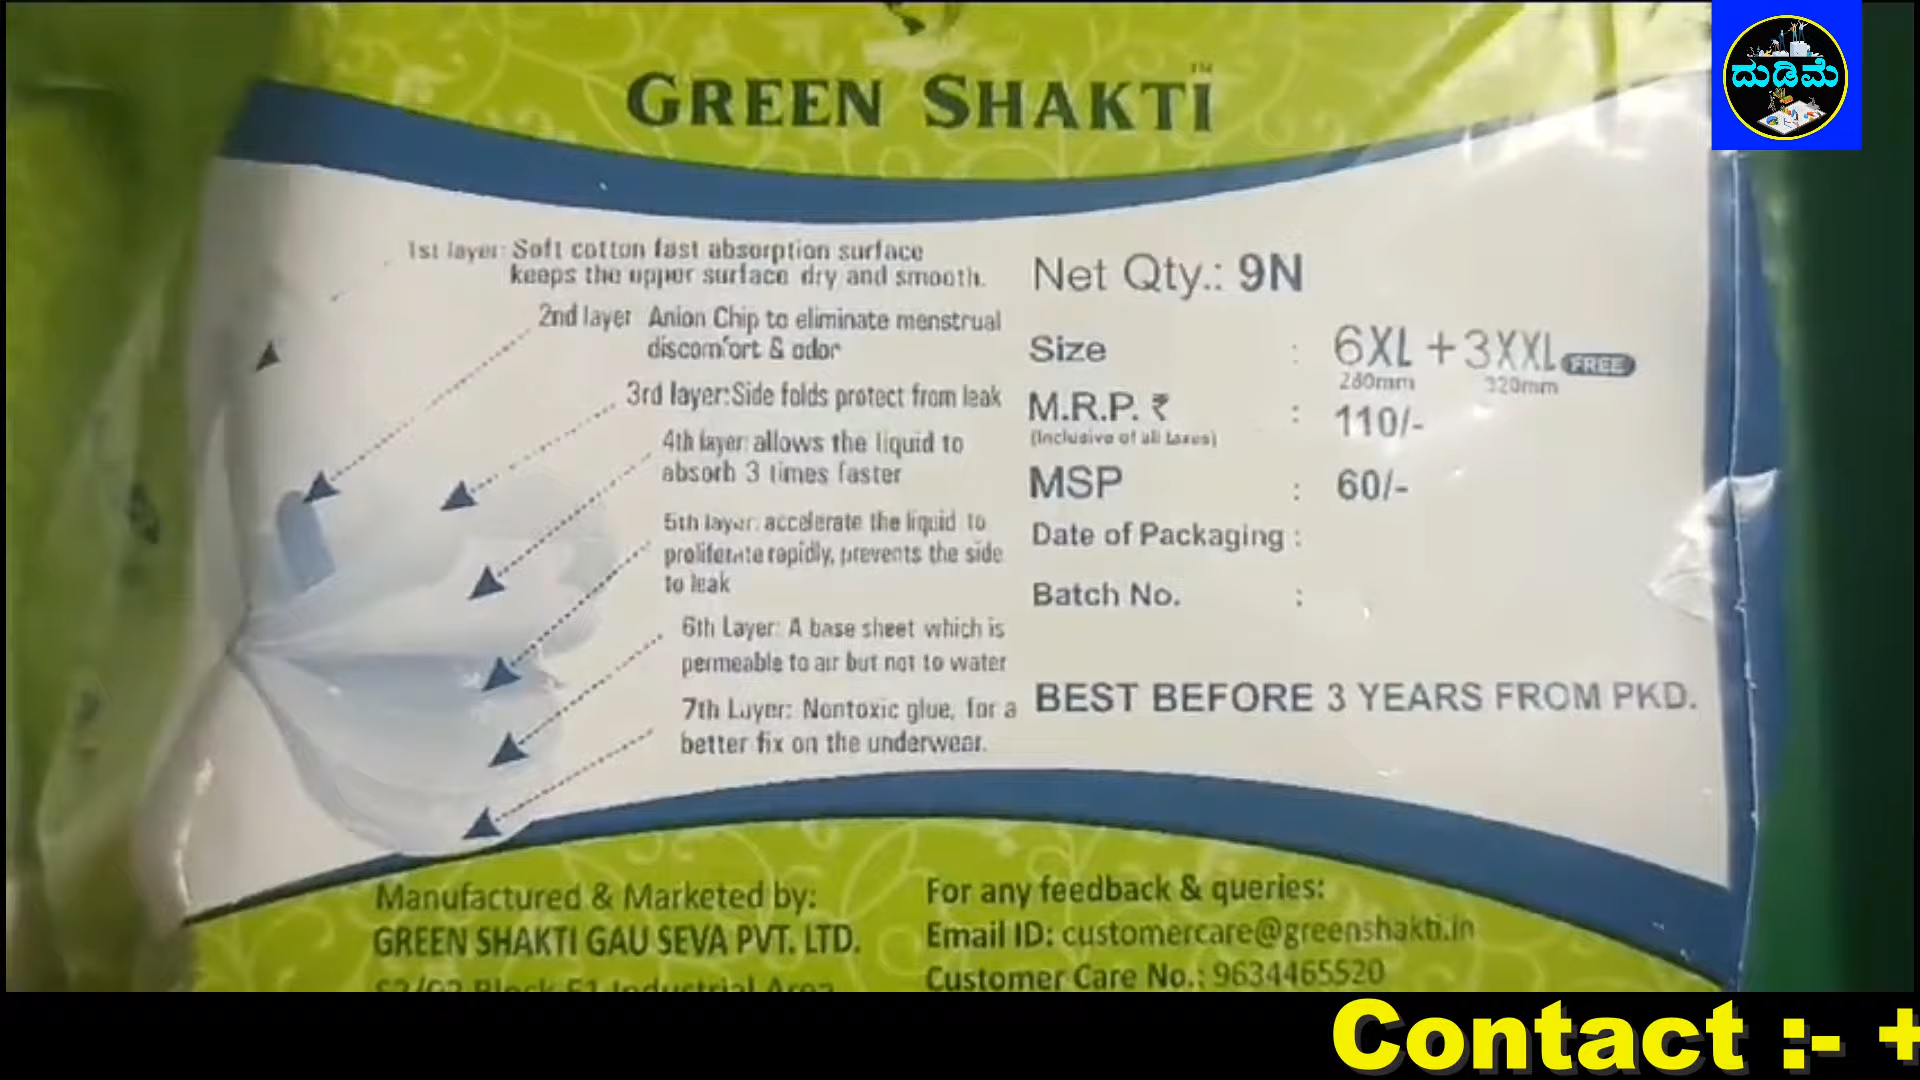 GREEN SHAKTI™
ದುಡಿಮೆ
1st layer: Soft cotton fast absorption surface
keeps the upper surface dry and smooth.
2nd layer Anion Chip to eliminate menstrual
discomfort & odor
3rd layer: Side folds protect from leak
4th layer: allows the liquid to
absorb 3 times faster
5th layer: accelerate the liquid to
proliferate rapidly, prevents the side
to leak
6th Layer: A base sheet which is
permeable to air but not to water
7th Layer: Nontoxic glue, for a
better fix on the underwear.
Net Qty.: 9N
Size : 6XL + 3XXL FREE
280mm 320mm
M.R.P. ₹ : 110/-
(Inclusive of all taxes)
MSP : 60/-
Date of Packaging :
Batch No. :
BEST BEFORE 3 YEARS FROM PKD.
Manufactured & Marketed by:
GREEN SHAKTI GAU SEVA PVT. LTD.
Industrial Area
For any feedback & queries:
Email ID: customercare@greenshakti.in
Customer Care No.: 9634465520
Contact :- +